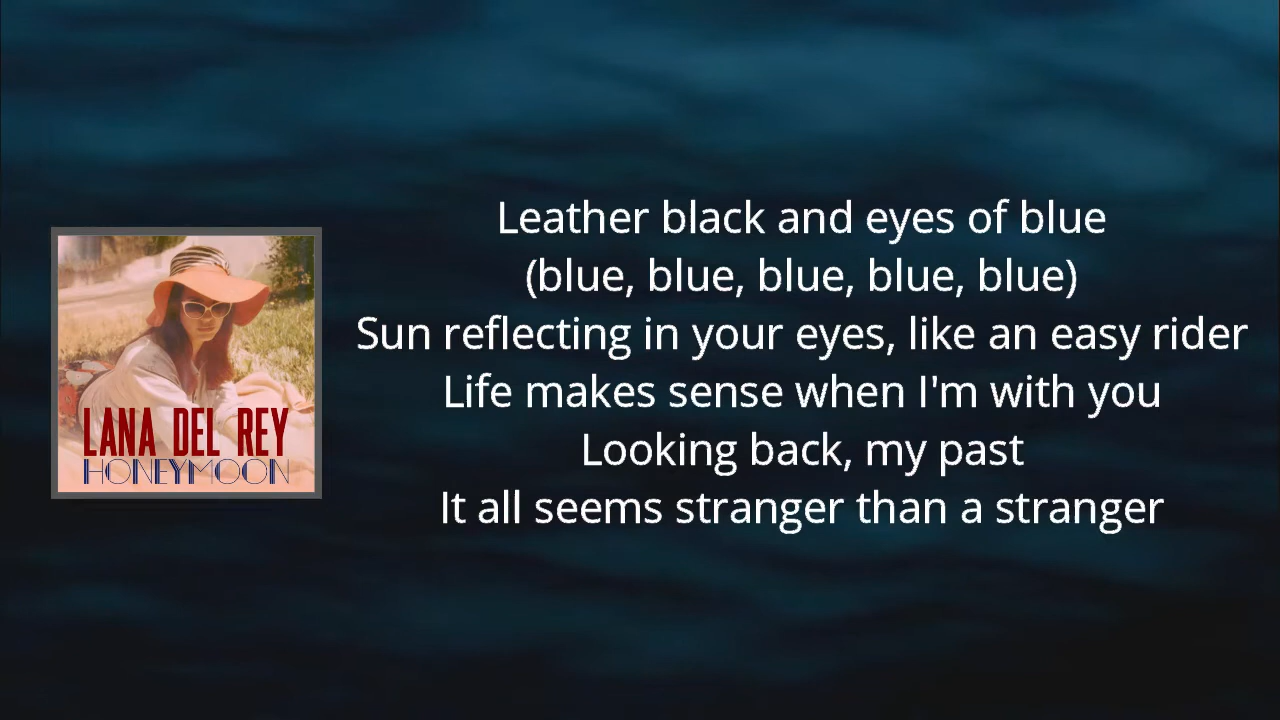 LANA DEL REY
HONEYMOON
Leather black and eyes of blue
(blue, blue, blue, blue, blue)
Sun reflecting in your eyes, like an easy rider
Life makes sense when I'm with you
Looking back, my past
It all seems stranger than a stranger